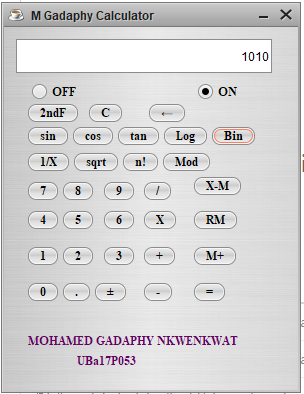 M Gadaphy Calculator
1010
OFF ON
2ndF C ←
sin cos tan Log Bin
1/X sqrt n! Mod
7 8 9 / X-M
4 5 6 X RM
1 2 3 + M+
0 . ± - =
MOHAMED GADAPHY NKWENKWAT
UBa17P053